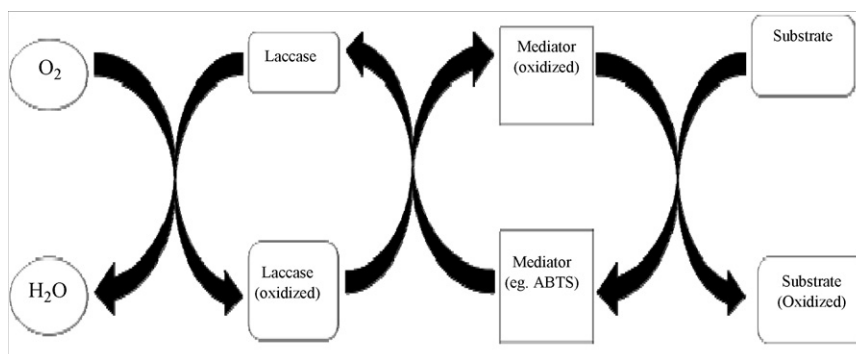 O₂
Laccase
Mediator
(oxidized)
Substrate
H₂O
Laccase
(oxidized)
Mediator
(eg. ABTS)
Substrate
(Oxidized)